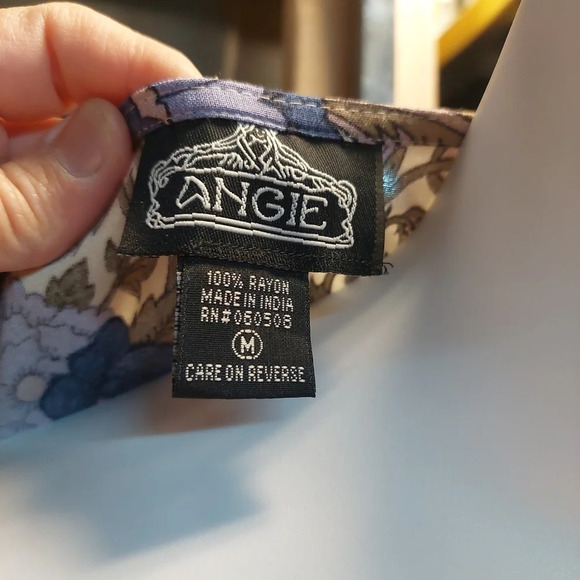 ANGIE
100% RAYON
MADE IN INDIA
RN#060508
M
CARE ON REVERSE